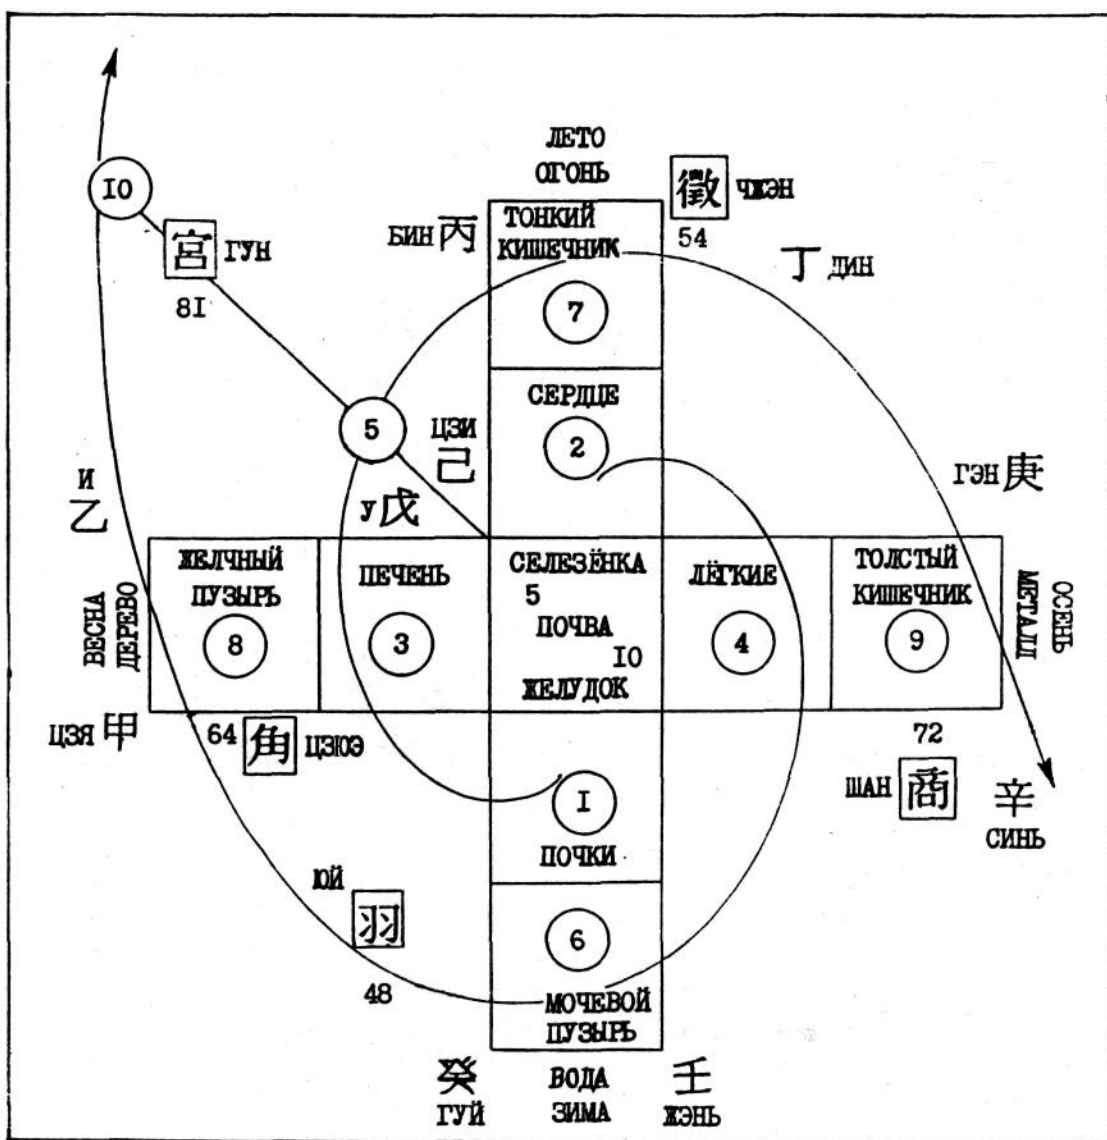 ЛЕТО
ОГОНЬ
徵 ЧЖЭН
54
10
宮 ГУН
81
БИН 丙
ТОНКИЙ
КИШЕЧНИК
7
丁 ДИН
СЕРДЦЕ
2
5
ЦЗИ
己
У 戊
И
乙
ГЭН 庚
ВЕСНА
ДЕРЕВО
ЖЕЛЧНЫЙ
ПУЗЫРЬ
8
ПЕЧЕНЬ
3
СЕЛЕЗЁНКА
5
ПОЧВА
10
ЖЕЛУДОК
ЛЁГКИЕ
4
ТОЛСТЫЙ
КИШЕЧНИК
9
ОСЕНЬ
МЕТАЛЛ
ЦЗЯ 甲
64 角 ЦЗЮЭ
72
ШАН 商
辛
СИНЬ
I
ПОЧКИ
ЮЙ
羽
48
6
МОЧЕВОЙ
ПУЗЫРЬ
癸
ГУЙ
ВОДА
ЗИМА
壬
ЖЭНЬ